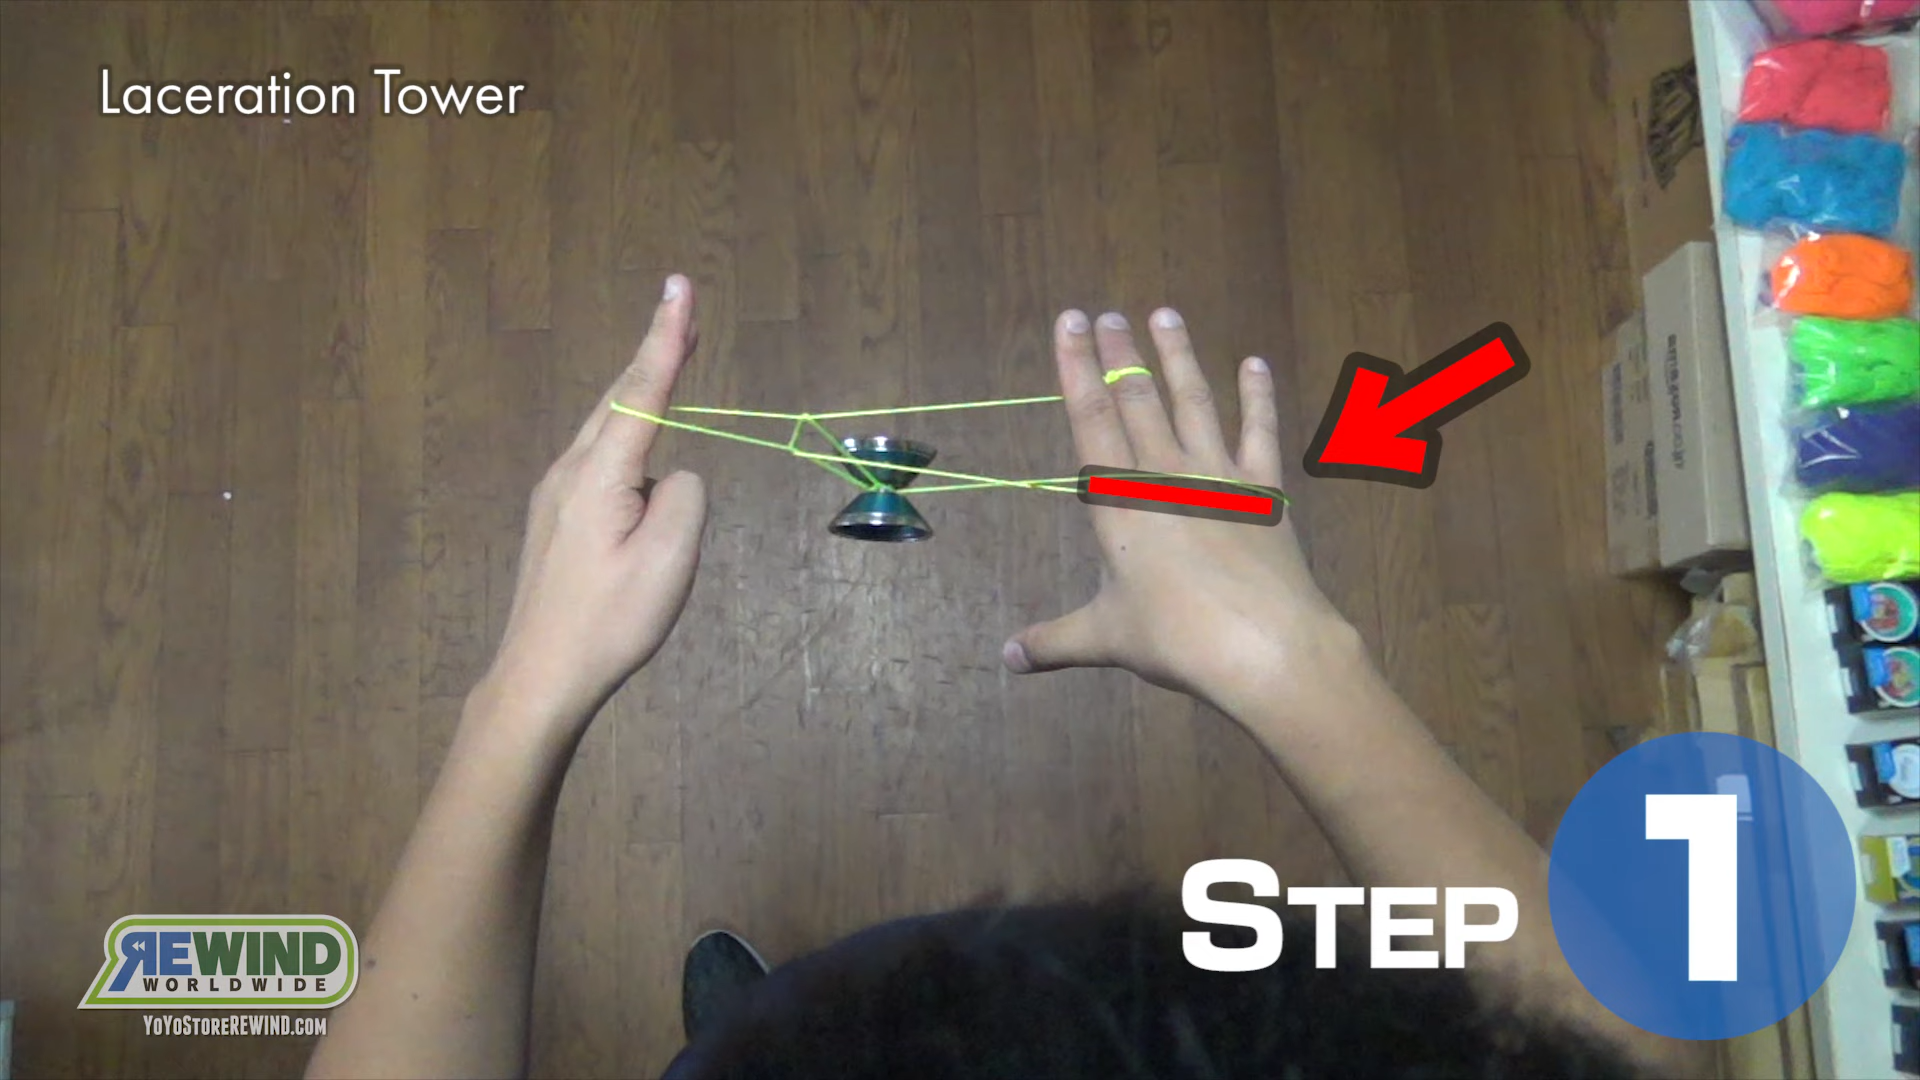 Laceration Tower
STEP 1
REWIND
WORLDWIDE
YOYOSTOREREWIND.COM